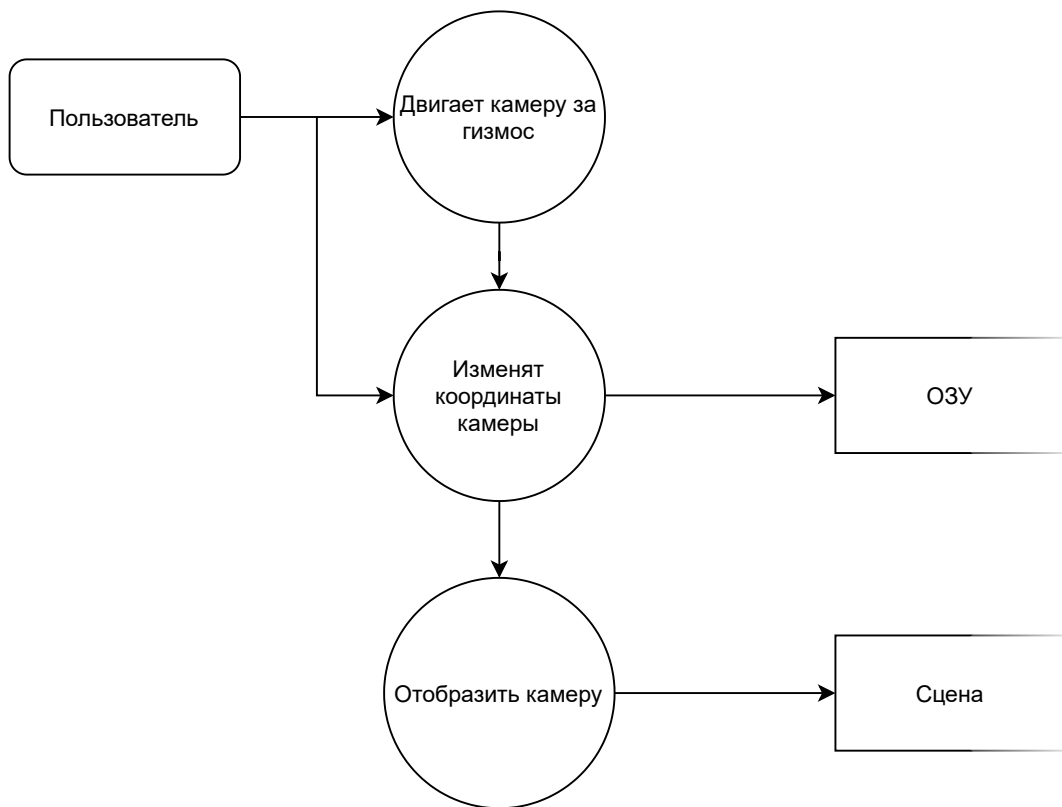 Пользователь
Двигает камеру за
гизмос
Изменят
координаты
камеры
ОЗУ
Отобразить камеру
Сцена